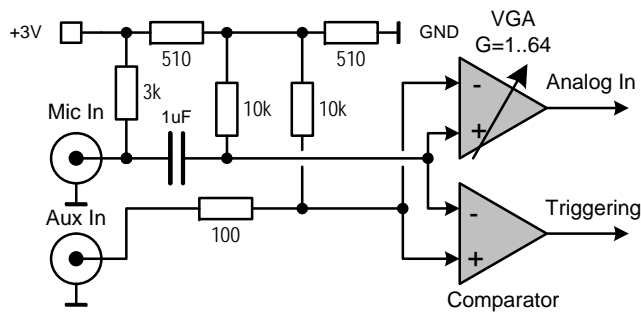 +3V
510
510
GND
VGA
G=1..64
3k
10k
10k
-
+
Analog In
Mic In
1uF
Aux In
100
-
+
Triggering
Comparator